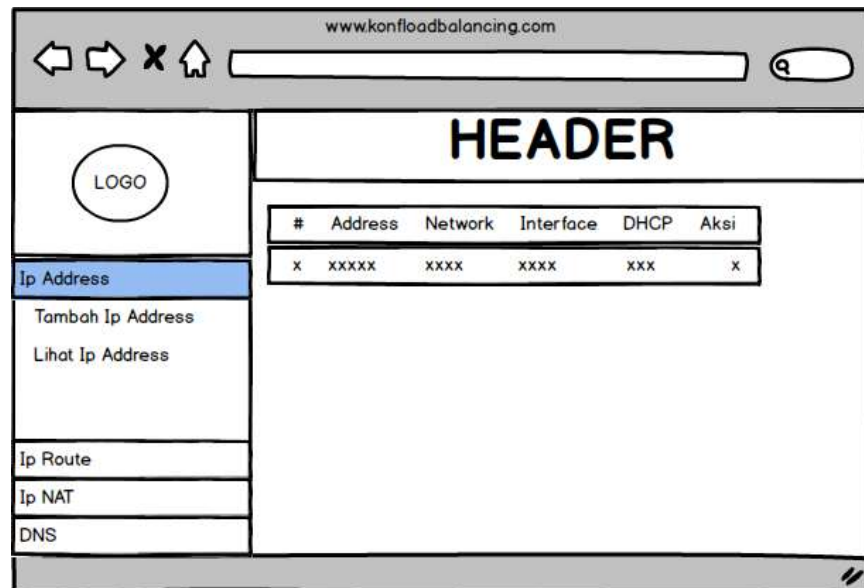 www.konfloadbalancing.com
HEADER
LOGO
# Address Network Interface DHCP Aksi
x xxxxx xxxx xxxx xxx x
Ip Address
Tambah Ip Address
Lihat Ip Address
Ip Route
Ip NAT
DNS